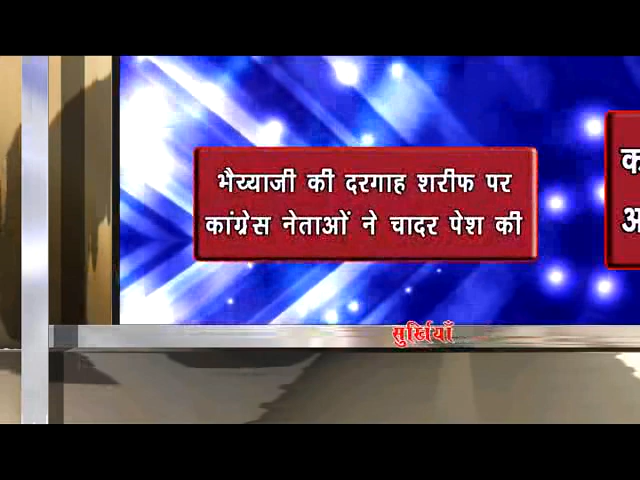 भैय्याजी की दरगाह शरीफ पर
कांग्रेस नेताओं ने चादर पेश की
सुर्खियाँ